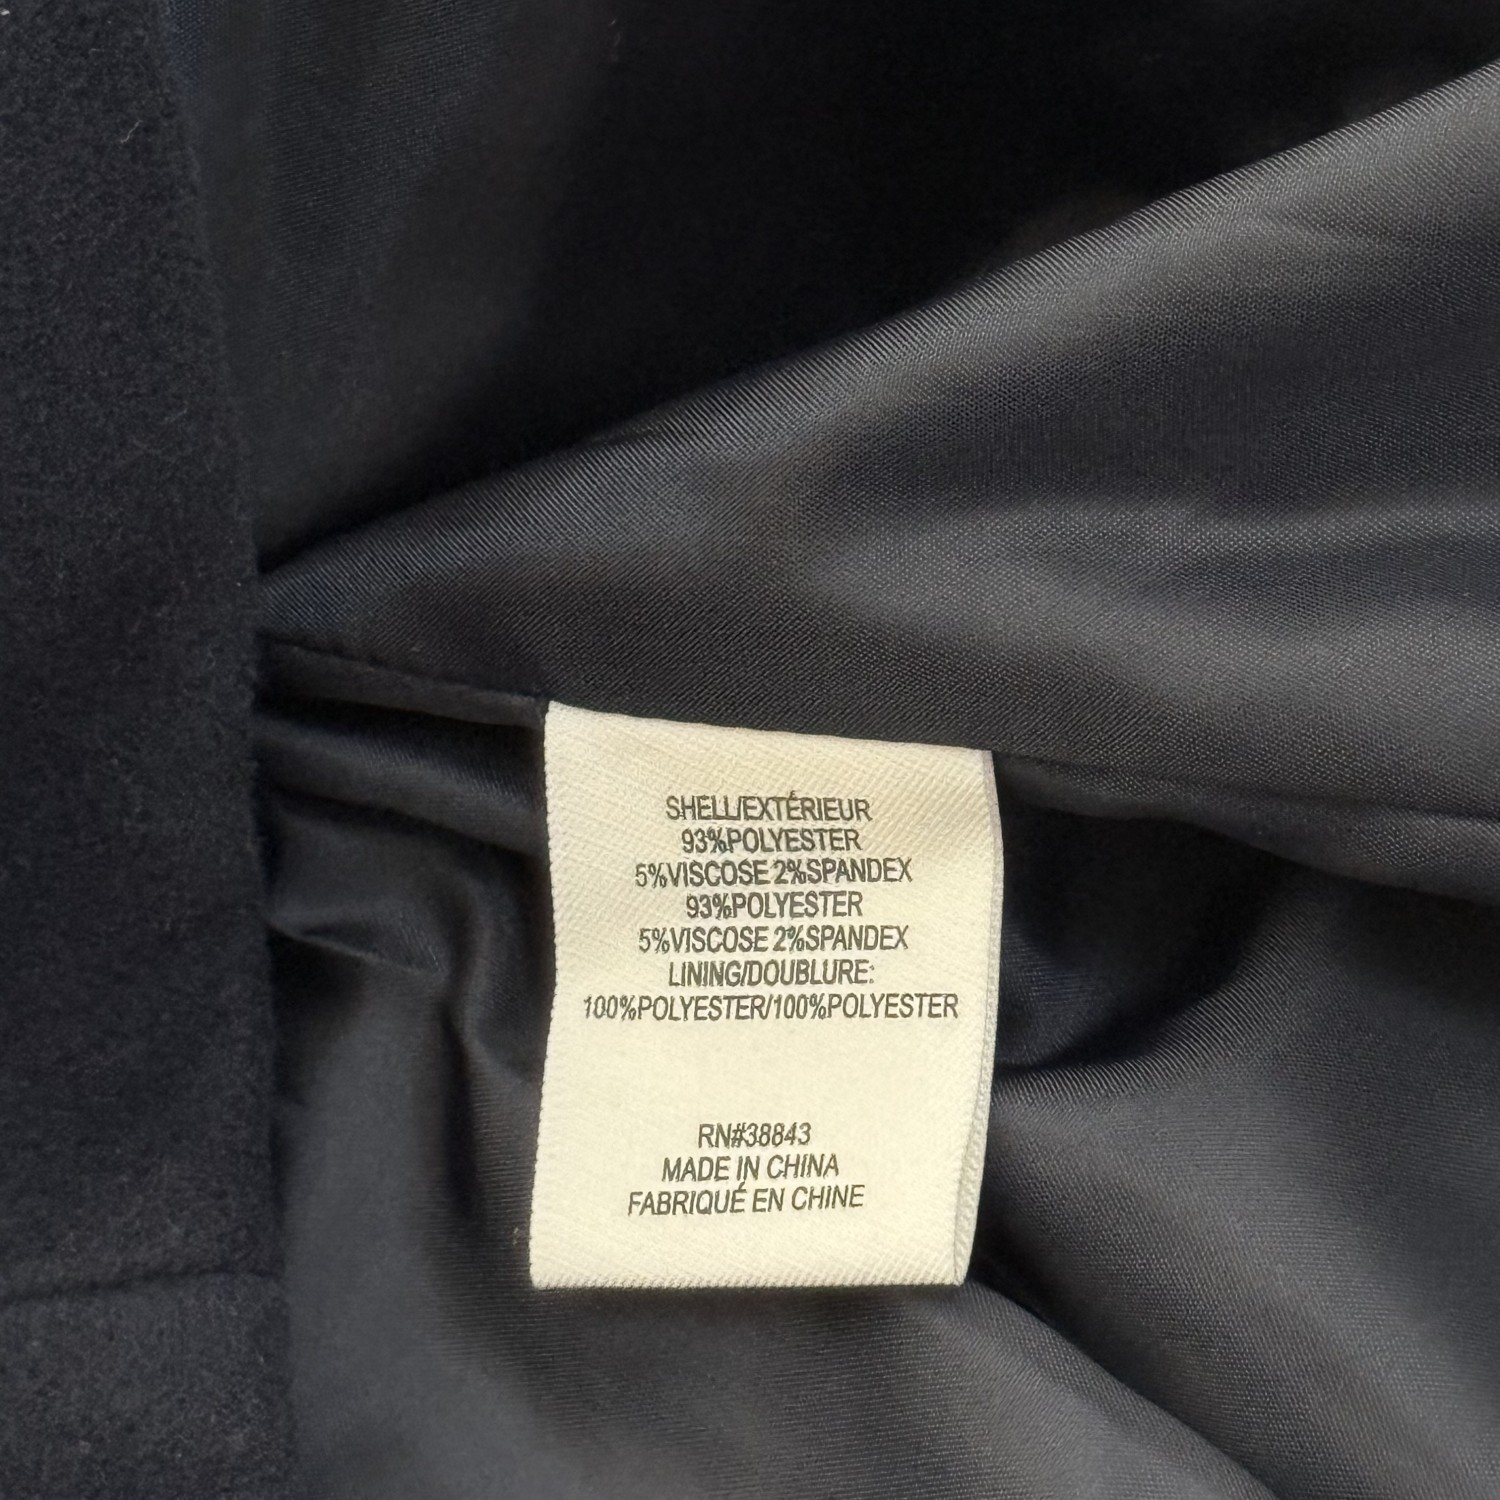 SHELL/EXTÉRIEUR
93%POLYESTER
5%VISCOSE 2%SPANDEX
93%POLYESTER
5%VISCOSE 2%SPANDEX
LINING/DOUBLURE:
100%POLYESTER/100%POLYESTER
RN#38843
MADE IN CHINA
FABRIQUÉ EN CHINE